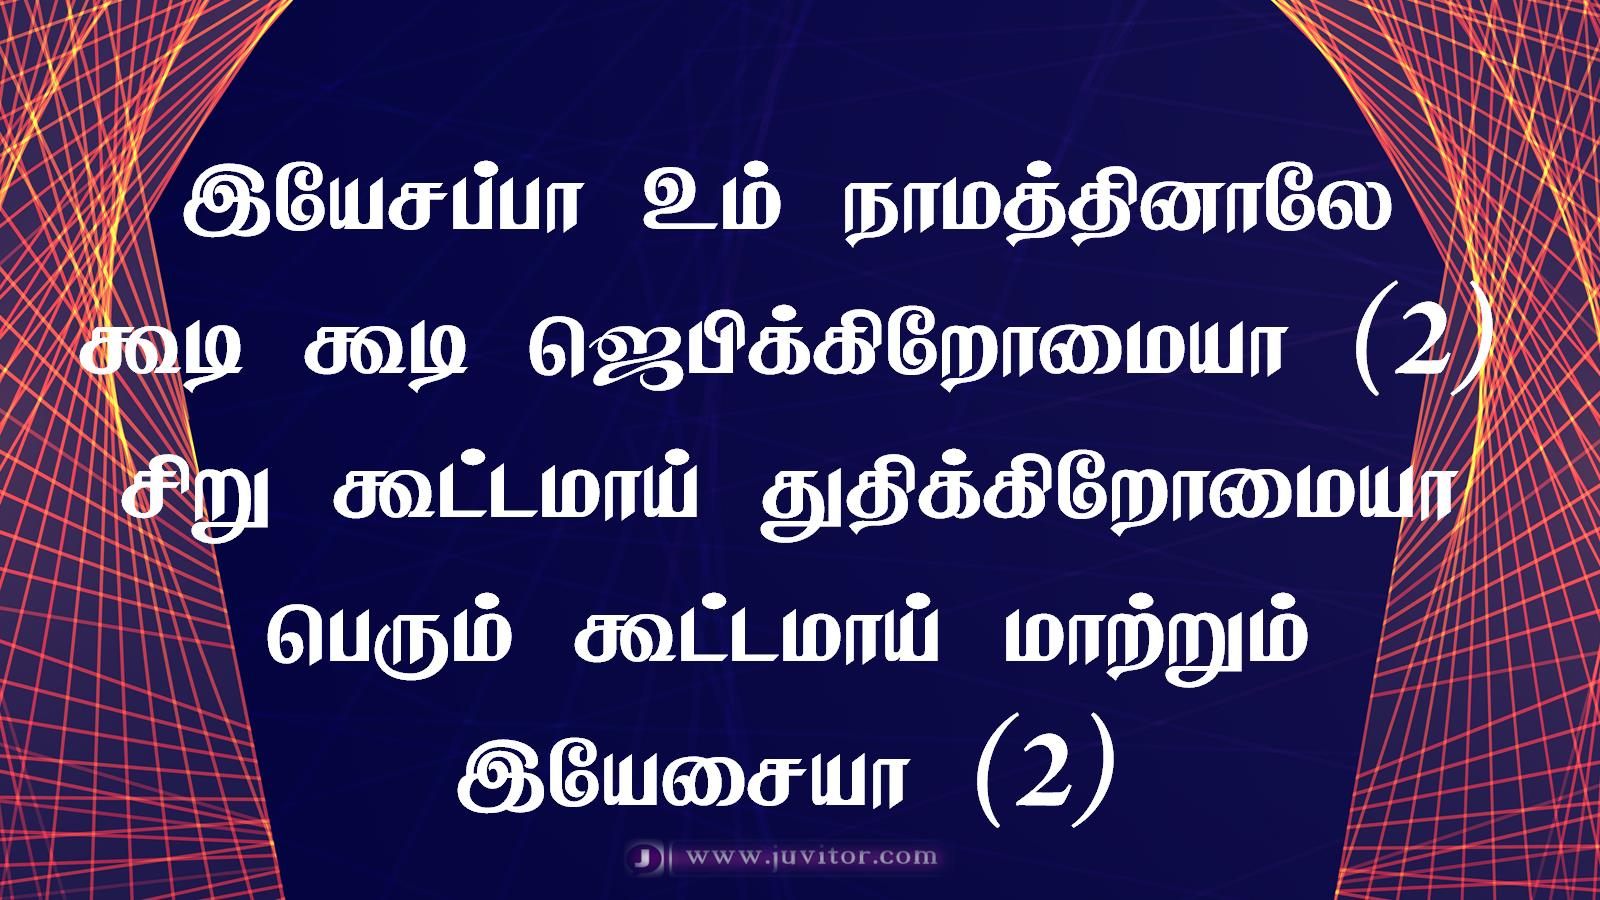 இயேசப்பா உம் நாமத்தினாலே
கூடி கூடி ஜெபிக்கிறோமையா (2)
சிறு கூட்டமாய் துதிக்கிறோமையா
பெரும் கூட்டமாய் மாற்றும்
இயேசையா (2)
J www.juvitor.com